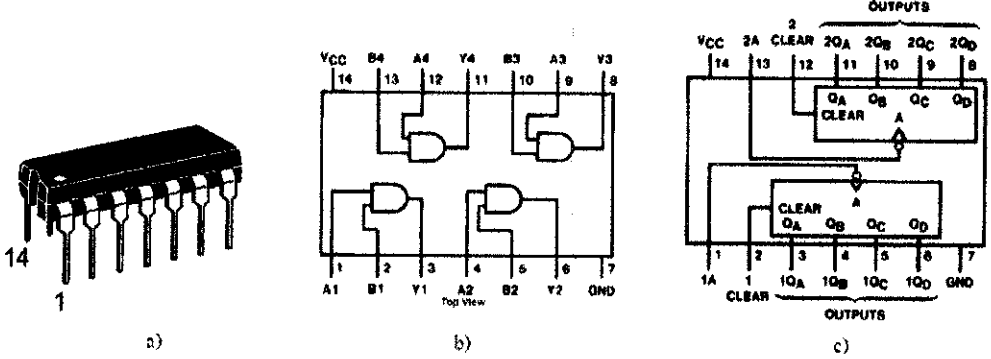 14
1
a)
VCC B4 A4 Y4 B3 A3 Y3
14 13 12 11 10 9 8
1 2 3 4 5 6 7
A1 B1 Y1 A2 B2 Y2 GND
Top View
b)
OUTPUTS
2
VCC 2A CLEAR 2QA 2QB 2QC 2QD
14 13 12 11 10 9 8
QA QB QC QD
CLEAR A
A
CLEAR
QA QB QC QD
1 2 3 4 5 6 7
1A 1 1QA 1QB 1QC 1QD GND
CLEAR
OUTPUTS
c)